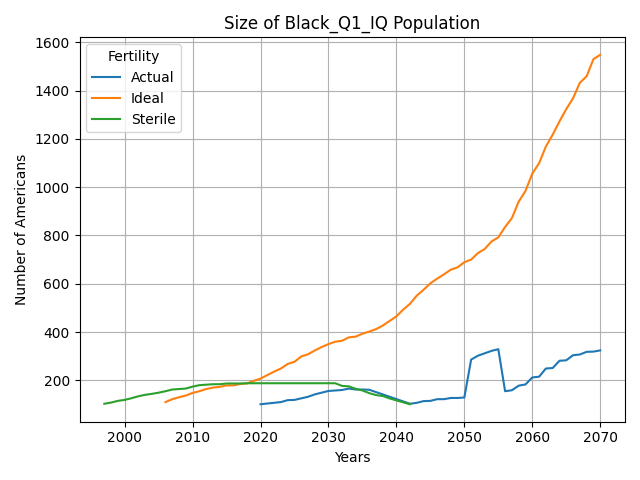 Size of Black_Q1_IQ Population
Fertility
Actual
Ideal
Sterile
Number of Americans
1600
1400
1200
1000
800
600
400
200
2000
2010
2020
2030
2040
2050
2060
2070
Years